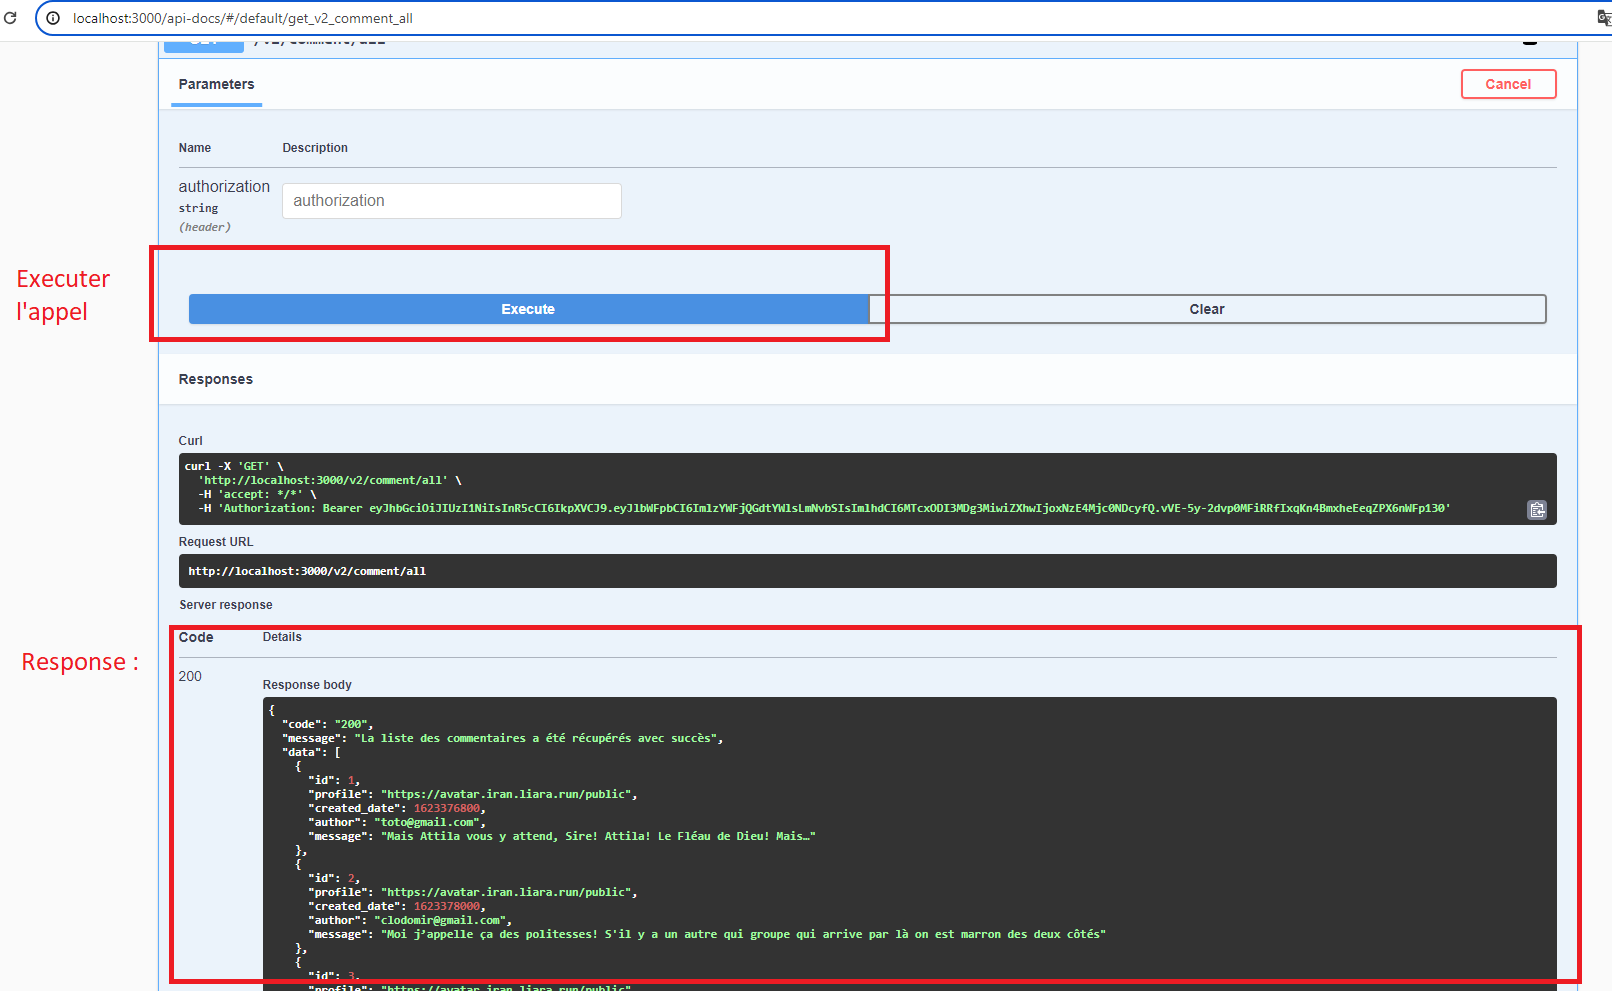 localhost:3000/api-docs/#/default/get_v2_comment_all
Parameters
Cancel
Name Description
authorization
string
(header)
authorization
Executer
l'appel
Execute
Clear
Responses
Curl
curl -X 'GET' \
'http://localhost:3000/v2/comment/all' \
-H 'accept: */*' \
-H 'Authorization: Bearer eyJhbGciOiJIUzI1NiIsInR5cCI6IkpXVCJ9.eyJlbWFpbCI6ImlzYWFjQGdtYWlsLmNvbSIsImlhdCI6MTcxODI3MDg3MiwiZXhwIjoxNzE4Mjc0NDcyfQ.vVE-5y-2dvp0MFiRRfIxqKn4BmxheEeqZPX6nWFp130'
Request URL
http://localhost:3000/v2/comment/all
Server response
Response :
Code Details
200
Response body
{
"code": "200",
"message": "La liste des commentaires a été récupérés avec succès",
"data": [
{
"id": 1,
"profile": "https://avatar.iran.liara.run/public",
"created_date": 1623376800,
"author": "toto@gmail.com",
"message": "Mais Attila vous y attend, Sire! Attila! Le Fléau de Dieu! Mais…"
},
{
"id": 2,
"profile": "https://avatar.iran.liara.run/public",
"created_date": 1623378000,
"author": "clodomir@gmail.com",
"message": "Moi j’appelle ça des politesses! S'il y a un autre qui groupe qui arrive par là on est marron des deux côtés"
},
{
"id": 3,
"profile": "https://avatar.iran.liara.run/public",